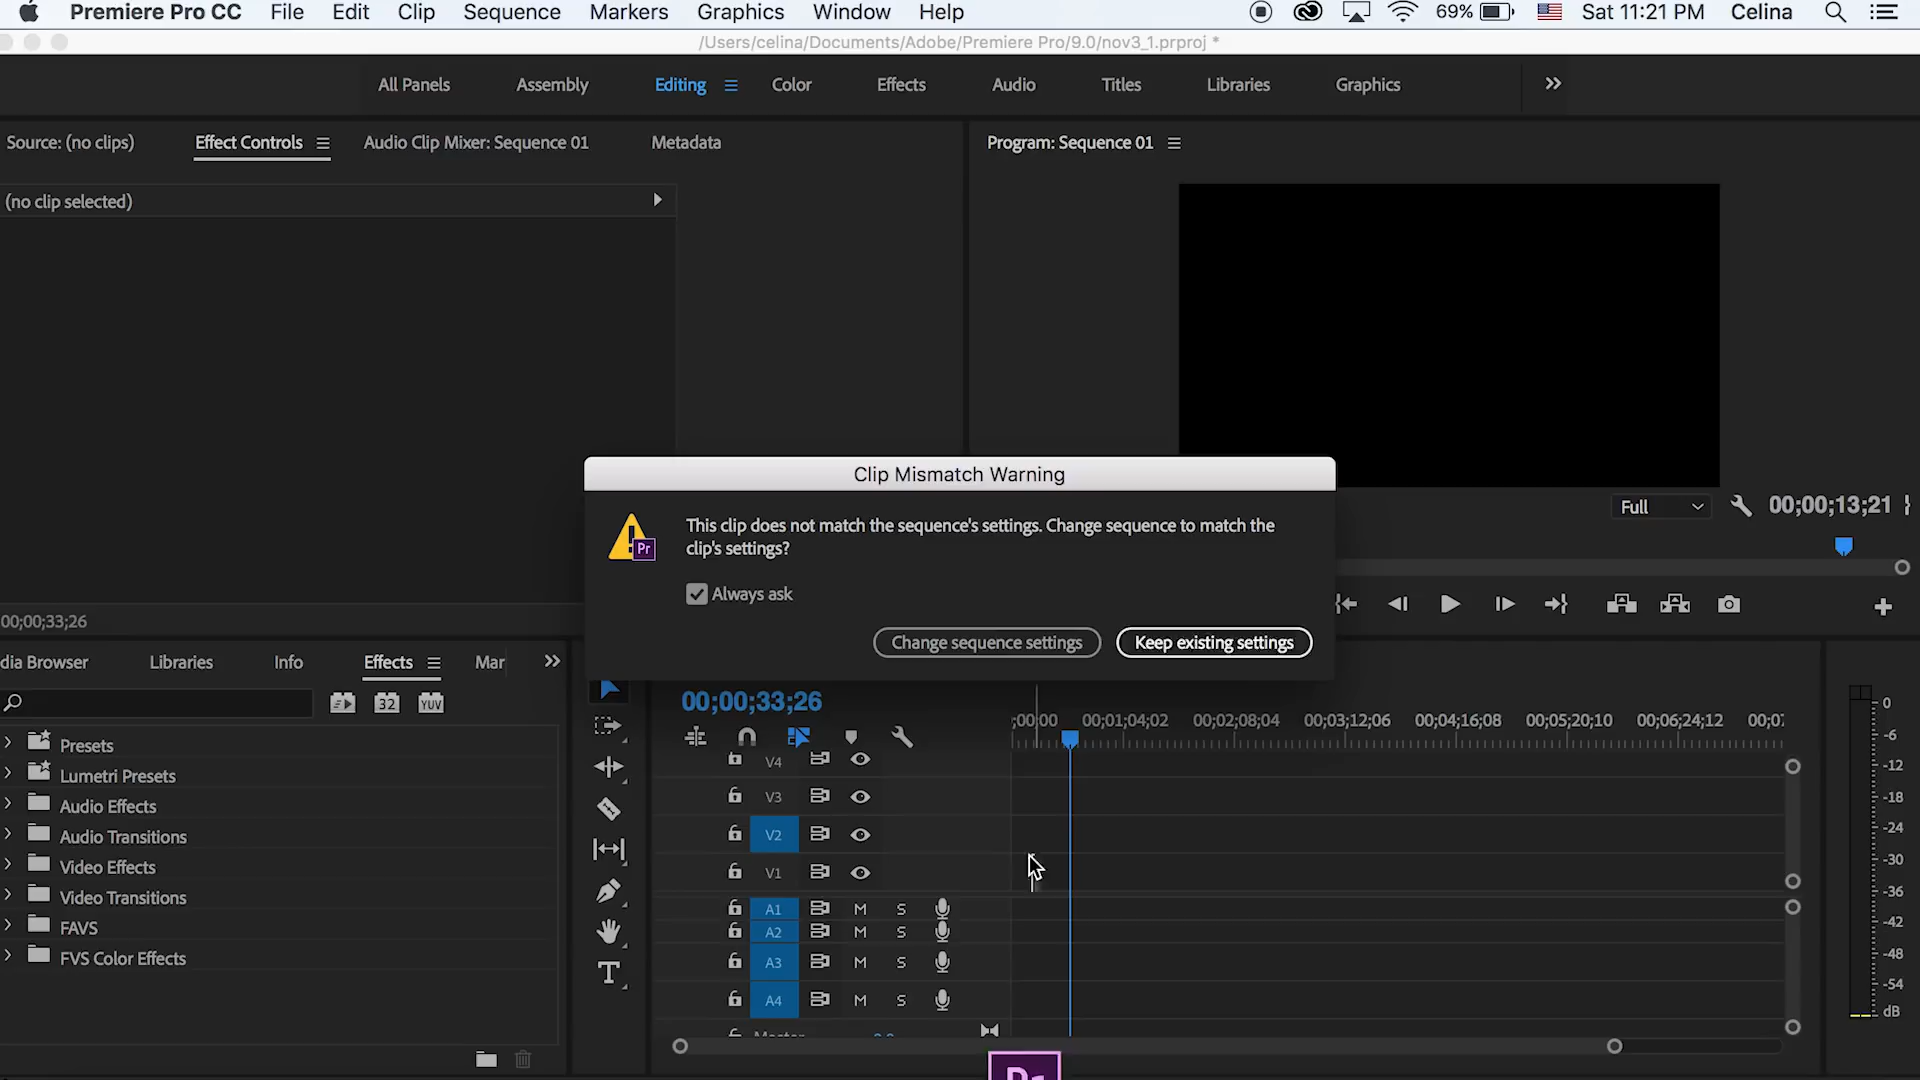 Premiere Pro CC File Edit Clip Sequence Markers Graphics Window Help 69% Sat 11:21 PM Celina
/Users/celina/Documents/Adobe/Premiere Pro/9.0/nov3_1.prproj *
All Panels Assembly Editing Color Effects Audio Titles Libraries Graphics
Source: (no clips) Effect Controls Audio Clip Mixer: Sequence 01 Metadata Program: Sequence 01
(no clip selected)
Clip Mismatch Warning
This clip does not match the sequence's settings. Change sequence to match the
clip's settings?
Pr
Always ask
Change sequence settings Keep existing settings
Full 00;00;13;21
00;00;33;26
dia Browser Libraries Info Effects Mar
32 YUV
Presets
Lumetri Presets
Audio Effects
Audio Transitions
Video Effects
Video Transitions
FAVS
FVS Color Effects
T
00;00;33;26
;00;00 00;01;04;02 00;02;08;04 00;03;12;06 00;04;16;08 00;05;20;10 00;06;24;12 00;07
V4
V3
V2
V1
A1 M S
A2 M S
A3 M S
A4 M S
0
-6
-12
-18
-24
-30
-36
-42
-48
-54
dB
Pr